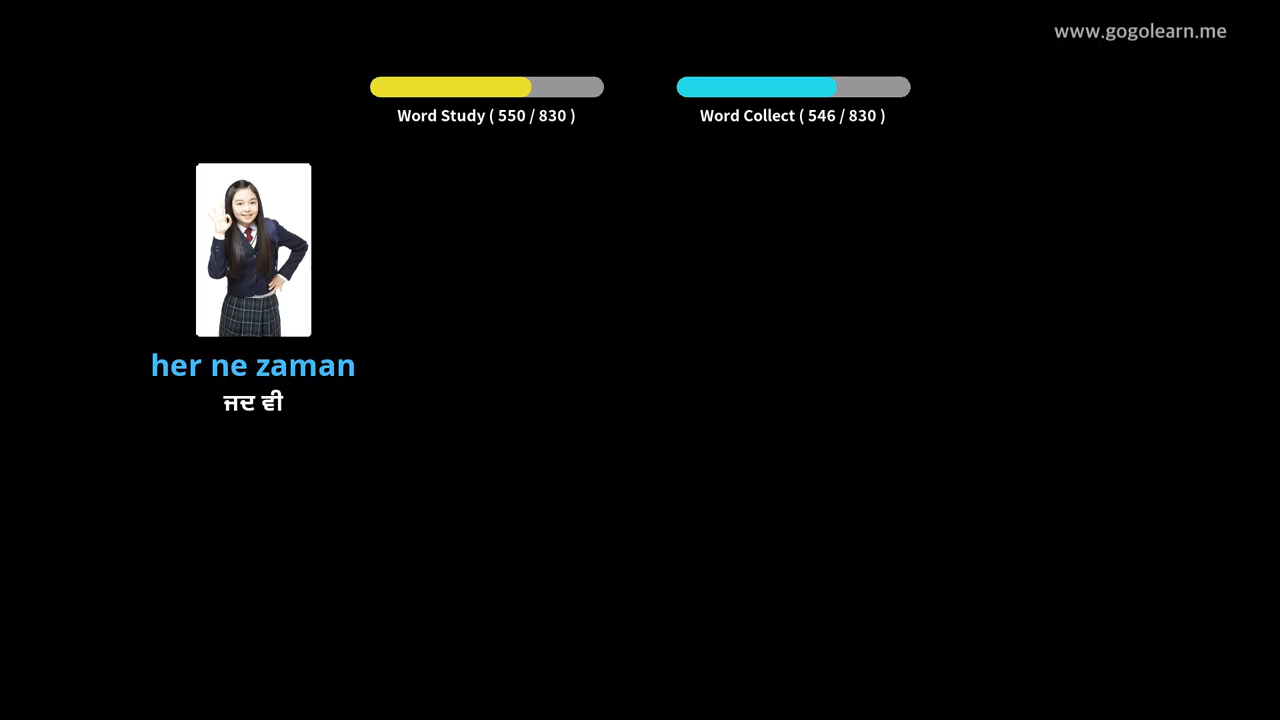 www.gogolearn.me
Word Study ( 550 / 830 )
Word Collect ( 546 / 830 )
her ne zaman
ਜਦ ਵੀ